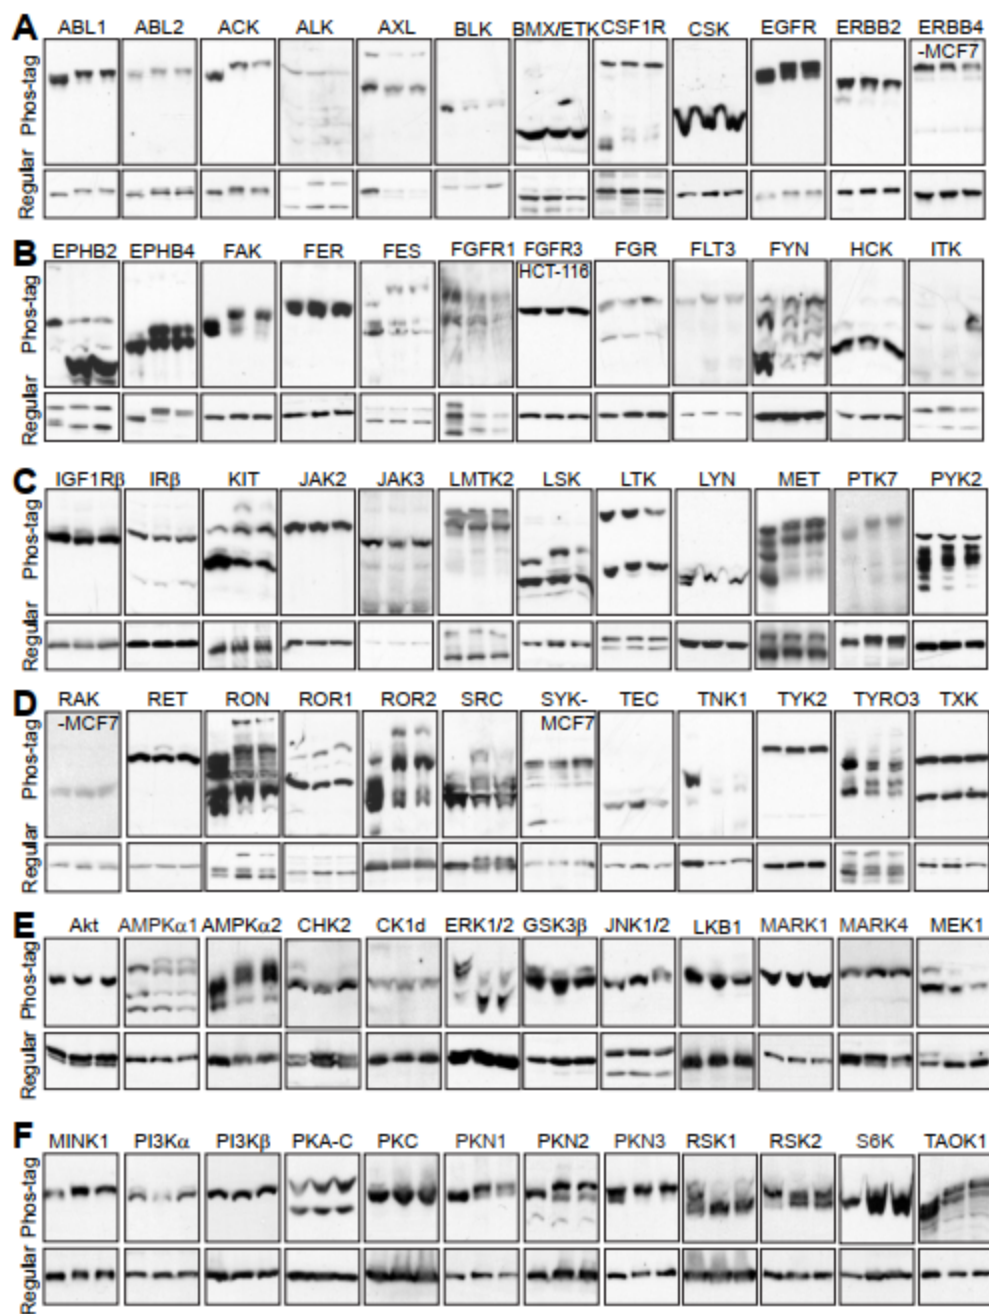 A
ABL1 ABL2 ACK ALK AXL BLK BMX/ETK CSF1R CSK EGFR ERBB2 ERBB4
-MCF7
Phos-tag
Regular
B
EPHB2 EPHB4 FAK FER FES FGFR1 FGFR3 FGR FLT3 FYN HCK ITK
HCT-116
Phos-tag
Regular
C
IGF1Rβ IRβ KIT JAK2 JAK3 LMTK2 LSK LTK LYN MET PTK7 PYK2
Phos-tag
Regular
D
RAK RET RON ROR1 ROR2 SRC SYK- TEC TNK1 TYK2 TYRO3 TXK
-MCF7 MCF7
Phos-tag
Regular
E
Akt AMPKα1 AMPKα2 CHK2 CK1d ERK1/2 GSK3β JNK1/2 LKB1 MARK1 MARK4 MEK1
Phos-tag
Regular
F
MINK1 PI3Kα PI3Kβ PKA-C PKC PKN1 PKN2 PKN3 RSK1 RSK2 S6K TAOK1
Phos-tag
Regular